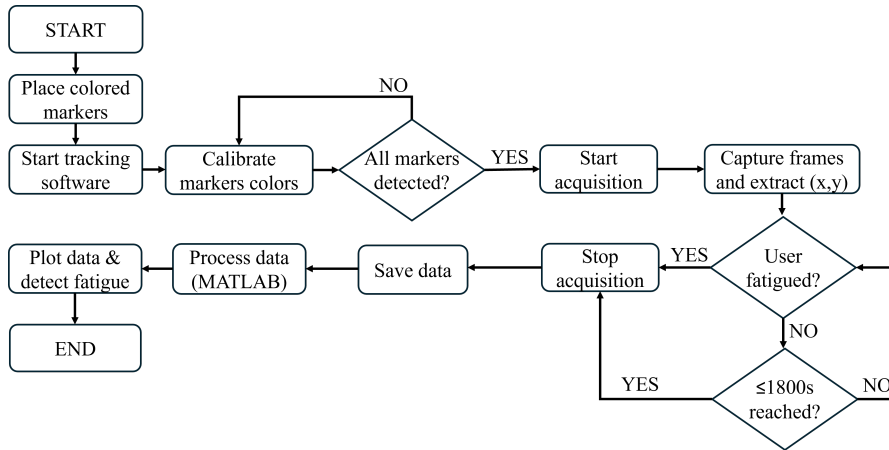 START
Place colored
markers
Start tracking
software
Calibrate
markers colors
NO
All markers
detected?
YES
Start
acquisition
Capture frames
and extract (x,y)
User
fatigued?
YES
NO
≤1800s
reached?
YES
NO
Stop
acquisition
Save data
Process data
(MATLAB)
Plot data &
detect fatigue
END